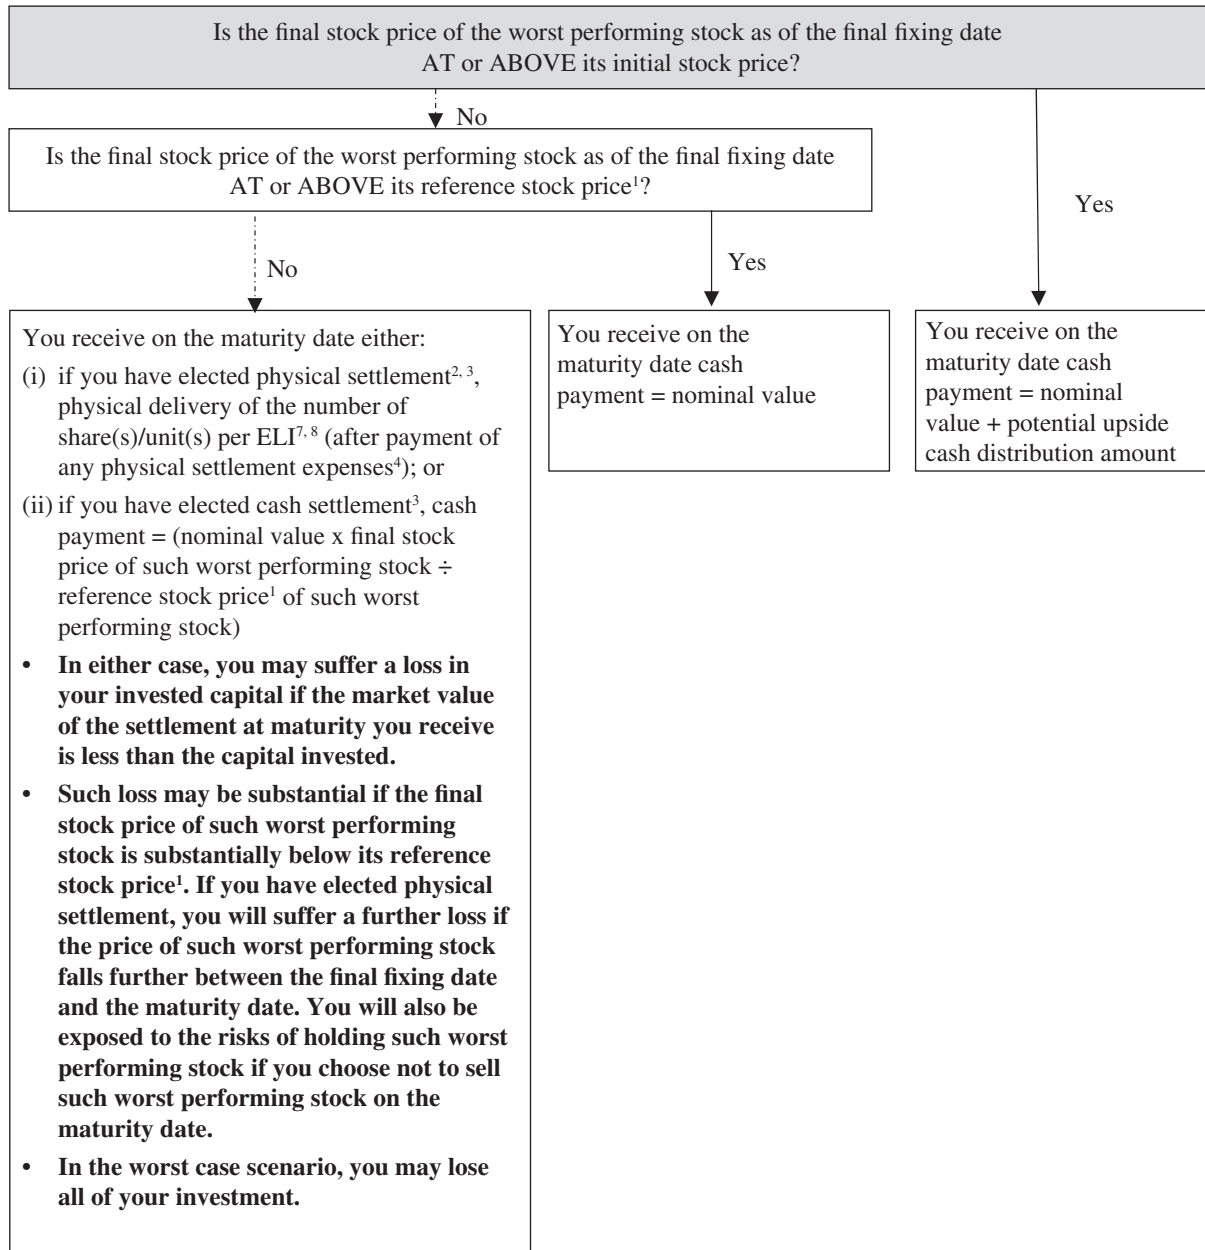 Is the final stock price of the worst performing stock as of the final fixing date
AT or ABOVE its initial stock price?
No
Is the final stock price of the worst performing stock as of the final fixing date
AT or ABOVE its reference stock price¹?
Yes
No
Yes
You receive on the maturity date either:
(i) if you have elected physical settlement²,³,
physical delivery of the number of
share(s)/unit(s) per ELI⁷,⁸ (after payment of
any physical settlement expenses⁴); or
(ii) if you have elected cash settlement³, cash
payment = (nominal value x final stock
price of such worst performing stock ÷
reference stock price¹ of such worst
performing stock)
• In either case, you may suffer a loss in
your invested capital if the market value
of the settlement at maturity you receive
is less than the capital invested.
• Such loss may be substantial if the final
stock price of such worst performing
stock is substantially below its reference
stock price¹. If you have elected physical
settlement, you will suffer a further loss if
the price of such worst performing stock
falls further between the final fixing date
and the maturity date. You will also be
exposed to the risks of holding such worst
performing stock if you choose not to sell
such worst performing stock on the
maturity date.
• In the worst case scenario, you may lose
all of your investment.
You receive on the
maturity date cash
payment = nominal value
You receive on the
maturity date cash
payment = nominal
value + potential upside
cash distribution amount